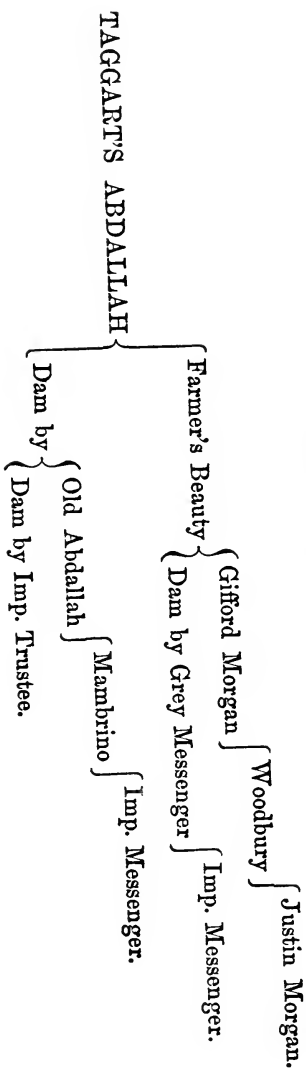 Justin Morgan.
Woodbury
Gifford Morgan
Imp. Messenger.
Farmer's Beauty
Dam by Grey Messenger
TAGGART'S ABDALLAH
Imp. Messenger.
Mambrino
Old Abdallah
Dam by
Dam by Imp. Trustee.